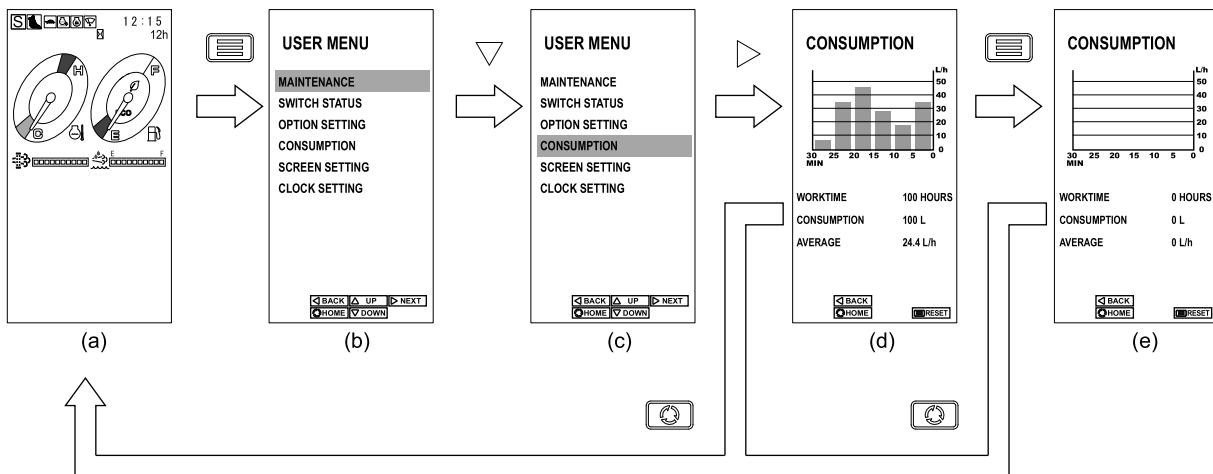 S 12:15
12h
H
C
F
eco
E
E F
(a)
USER MENU
MAINTENANCE
SWITCH STATUS
OPTION SETTING
CONSUMPTION
SCREEN SETTING
CLOCK SETTING
BACK UP NEXT
HOME DOWN
(b)
USER MENU
MAINTENANCE
SWITCH STATUS
OPTION SETTING
CONSUMPTION
SCREEN SETTING
CLOCK SETTING
BACK UP NEXT
HOME DOWN
(c)
CONSUMPTION
L/h
50
40
30
20
10
0
30 25 20 15 10 5 0
MIN
WORKTIME 100 HOURS
CONSUMPTION 100 L
AVERAGE 24.4 L/h
BACK
HOME RESET
(d)
CONSUMPTION
L/h
50
40
30
20
10
0
30 25 20 15 10 5 0
MIN
WORKTIME 0 HOURS
CONSUMPTION 0 L
AVERAGE 0 L/h
BACK
HOME RESET
(e)